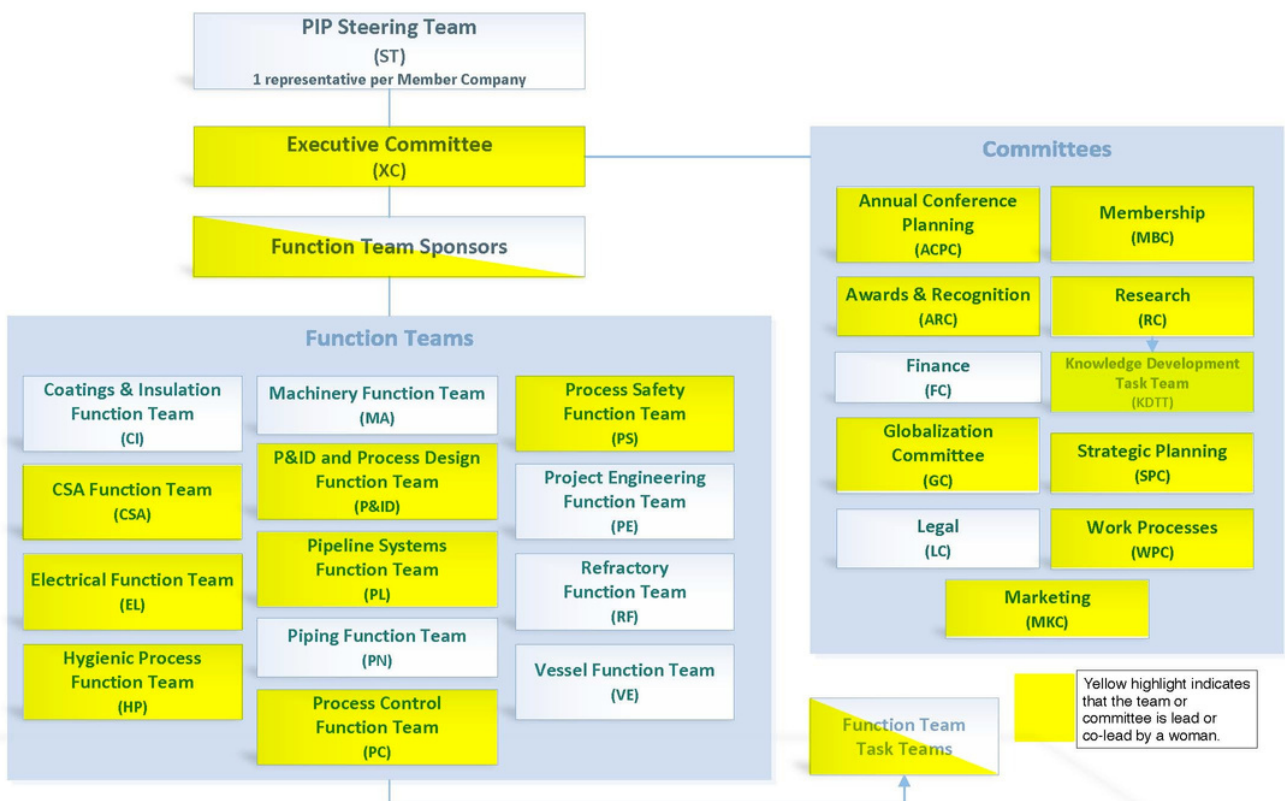 PIP Steering Team
(ST)
1 representative per Member Company
Executive Committee
(XC)
Function Team Sponsors
Function Teams
Coatings & Insulation
Function Team
(CI)
CSA Function Team
(CSA)
Electrical Function Team
(EL)
Hygienic Process
Function Team
(HP)
Machinery Function Team
(MA)
P&ID and Process Design
Function Team
(P&ID)
Pipeline Systems
Function Team
(PL)
Piping Function Team
(PN)
Process Control
Function Team
(PC)
Process Safety
Function Team
(PS)
Project Engineering
Function Team
(PE)
Refractory
Function Team
(RF)
Vessel Function Team
(VE)
Committees
Annual Conference
Planning
(ACPC)
Membership
(MBC)
Awards & Recognition
(ARC)
Research
(RC)
Finance
(FC)
Knowledge Development
Task Team
(KDTT)
Globalization
Committee
(GC)
Strategic Planning
(SPC)
Legal
(LC)
Work Processes
(WPC)
Marketing
(MKC)
Function Team
Task Teams
Yellow highlight indicates
that the team or
committee is lead or
co-lead by a woman.